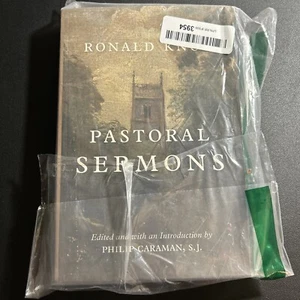 RONALD
3954
PASTORAL
SERMONS
Edited and with an Introduction by
PHILIP CARAMAN, S.J.